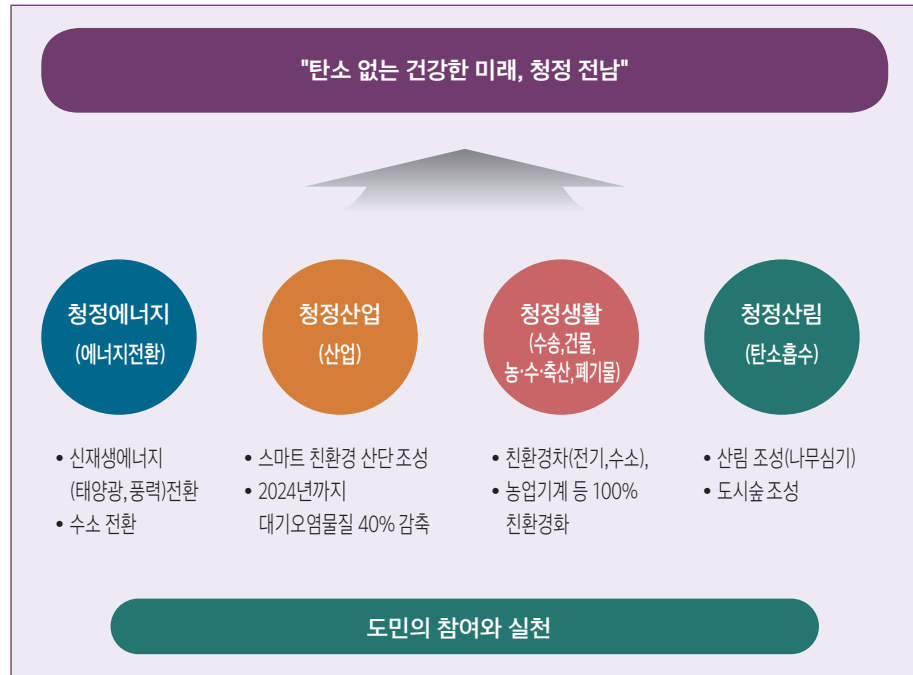 "탄소 없는 건강한 미래, 청정 전남"
청정에너지
(에너지전환)
• 신재생에너지
(태양광, 풍력)전환
• 수소 전환
청정산업
(산업)
• 스마트 친환경 산단 조성
• 2024년까지
대기오염물질 40% 감축
청정생활
(수송,건물,
농·수·축산,폐기물)
• 친환경차(전기,수소),
• 농업기계 등 100%
친환경화
청정산림
(탄소흡수)
• 산림 조성(나무심기)
• 도시숲 조성
도민의 참여와 실천